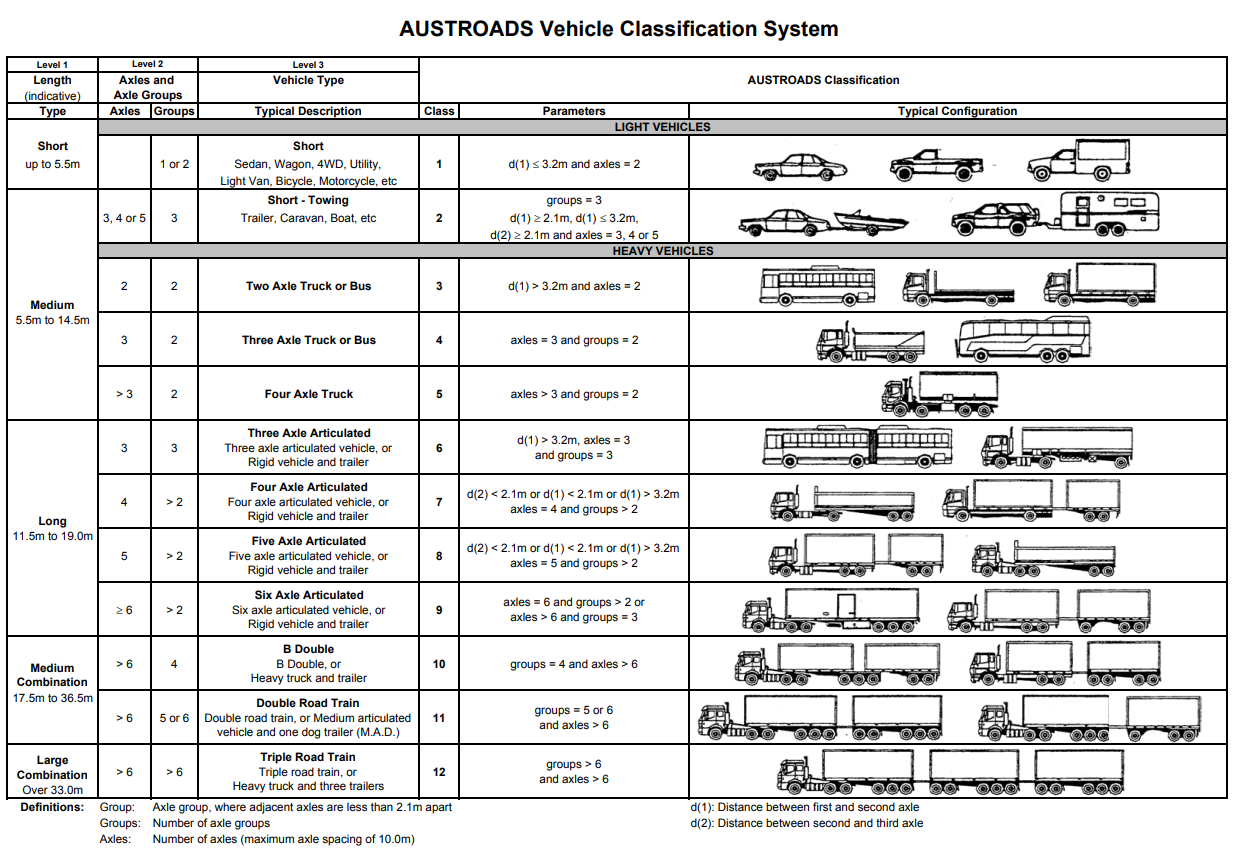 AUSTROADS Vehicle Classification System
Level 1 Level 2 Level 3
Length Axles and Vehicle Type AUSTROADS Classification
(indicative) Axle Groups
Type Axles Groups Typical Description Class Parameters Typical Configuration
LIGHT VEHICLES
Short
up to 5.5m
1 or 2
Short
Sedan, Wagon, 4WD, Utility,
Light Van, Bicycle, Motorcycle, etc
1
d(1) ≤ 3.2m and axles = 2
Medium
5.5m to 14.5m
3, 4 or 5
3
Short - Towing
Trailer, Caravan, Boat, etc
2
groups = 3
d(1) ≥ 2.1m, d(1) ≤ 3.2m,
d(2) ≥ 2.1m and axles = 3, 4 or 5
HEAVY VEHICLES
2
2
Two Axle Truck or Bus
3
d(1) > 3.2m and axles = 2
3
2
Three Axle Truck or Bus
4
axles = 3 and groups = 2
> 3
2
Four Axle Truck
5
axles > 3 and groups = 2
Long
11.5m to 19.0m
3
3
Three Axle Articulated
Three axle articulated vehicle, or
Rigid vehicle and trailer
6
d(1) > 3.2m, axles = 3
and groups = 3
4
> 2
Four Axle Articulated
Four axle articulated vehicle, or
Rigid vehicle and trailer
7
d(2) < 2.1m or d(1) < 2.1m or d(1) > 3.2m
axles = 4 and groups > 2
5
> 2
Five Axle Articulated
Five axle articulated vehicle, or
Rigid vehicle and trailer
8
d(2) < 2.1m or d(1) < 2.1m or d(1) > 3.2m
axles = 5 and groups > 2
≥ 6
> 2
Six Axle Articulated
Six axle articulated vehicle, or
Rigid vehicle and trailer
9
axles = 6 and groups > 2 or
axles > 6 and groups = 3
Medium
Combination
17.5m to 36.5m
> 6
4
B Double
B Double, or
Heavy truck and trailer
10
groups = 4 and axles > 6
> 6
5 or 6
Double Road Train
Double road train, or Medium articulated
vehicle and one dog trailer (M.A.D.)
11
groups = 5 or 6
and axles > 6
Large
Combination
Over 33.0m
> 6
> 6
Triple Road Train
Triple road train, or
Heavy truck and three trailers
12
groups > 6
and axles > 6
Definitions: Group: Axle group, where adjacent axles are less than 2.1m apart
Groups: Number of axle groups
Axles: Number of axles (maximum axle spacing of 10.0m)
d(1): Distance between first and second axle
d(2): Distance between second and third axle